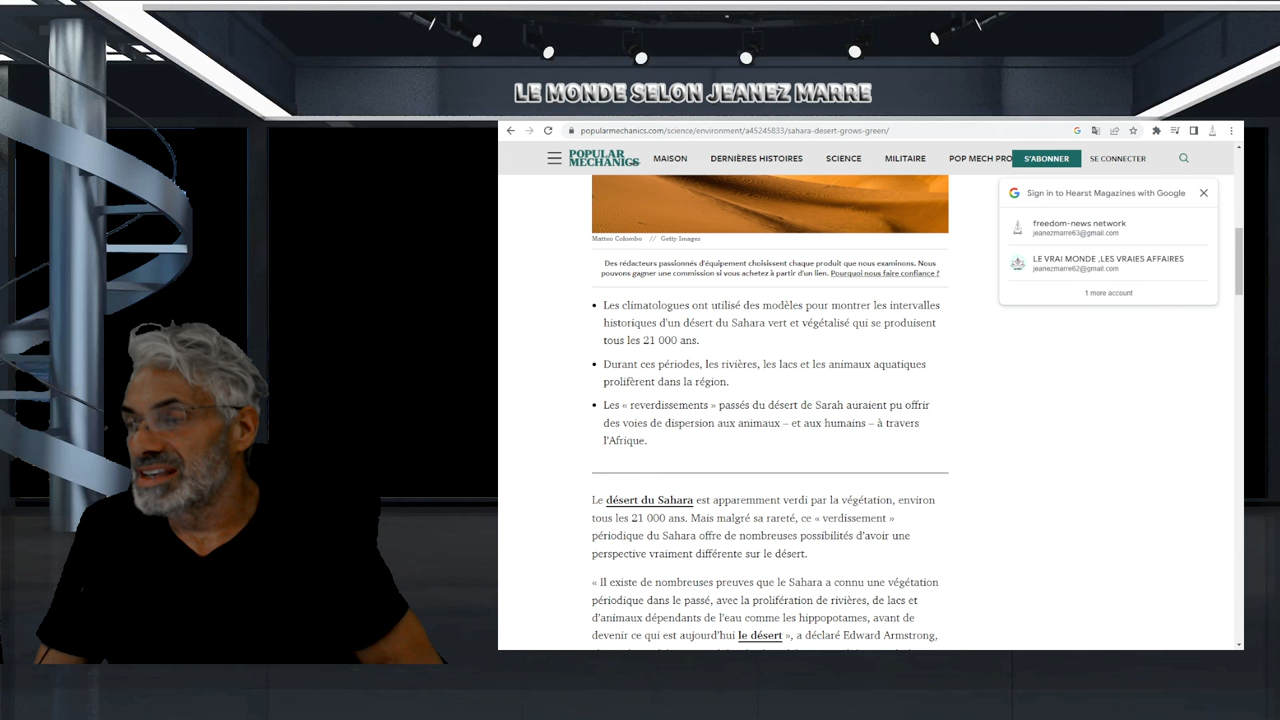 LE MONDE SELON JEANEZ MARRE
popularmechanics.com/science/environment/a45245833/sahara-desert-grows-green/
POPULAR
MECHANICS
MAISON DERNIÈRES HISTOIRES SCIENCE MILITAIRE POP MECH PRO S'ABONNER SE CONNECTER
Sign in to Hearst Magazines with Google
freedom-news network
jeanezmarre63@gmail.com
LE VRAI MONDE ,LES VRAIES AFFAIRES
jeanezmarre62@gmail.com
1 more account
Matteo Colombo // Getty Images
Des rédacteurs passionnés d'équipement choisissent chaque produit que nous examinons. Nous
pouvons gagner une commission si vous achetez à partir d'un lien. Pourquoi nous faire confiance ?
• Les climatologues ont utilisé des modèles pour montrer les intervalles
historiques d'un désert du Sahara vert et végétalisé qui se produisent
tous les 21 000 ans.
• Durant ces périodes, les rivières, les lacs et les animaux aquatiques
prolifèrent dans la région.
• Les « reverdissements » passés du désert de Sarah auraient pu offrir
des voies de dispersion aux animaux – et aux humains – à travers
l'Afrique.
Le désert du Sahara est apparemment verdi par la végétation, environ
tous les 21 000 ans. Mais malgré sa rareté, ce « verdissement »
périodique du Sahara offre de nombreuses possibilités d'avoir une
perspective vraiment différente sur le désert.
« Il existe de nombreuses preuves que le Sahara a connu une végétation
périodique dans le passé, avec la prolifération de rivières, de lacs et
d'animaux dépendants de l'eau comme les hippopotames, avant de
devenir ce qui est aujourd'hui le désert », a déclaré Edward Armstrong,